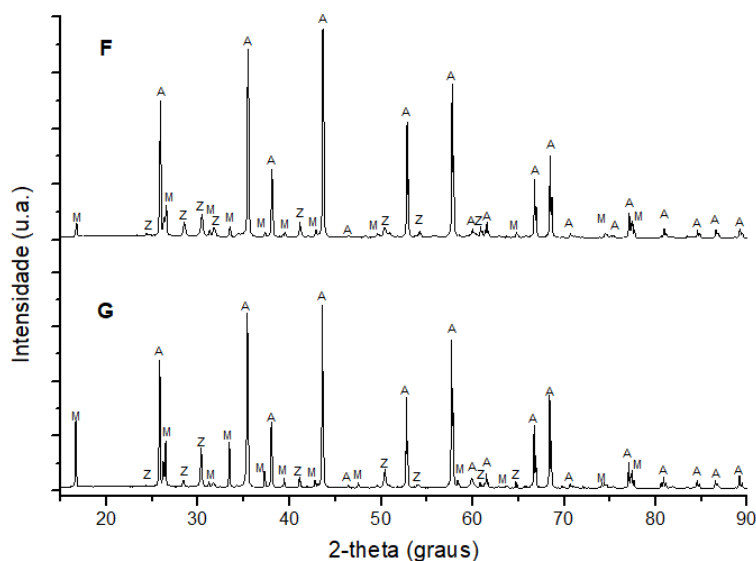 F
M Z A M Z Z M Z M A M A M Z M A A M Z A Z A A Z A M A A A M A M A A A A A
G
M Z A M Z Z M M A M A M Z M A A M Z A Z A M A Z A M Z A A A M A M A A A A
20 30 40 50 60 70 80 90
2-theta (graus)
Intensidade (u.a.)